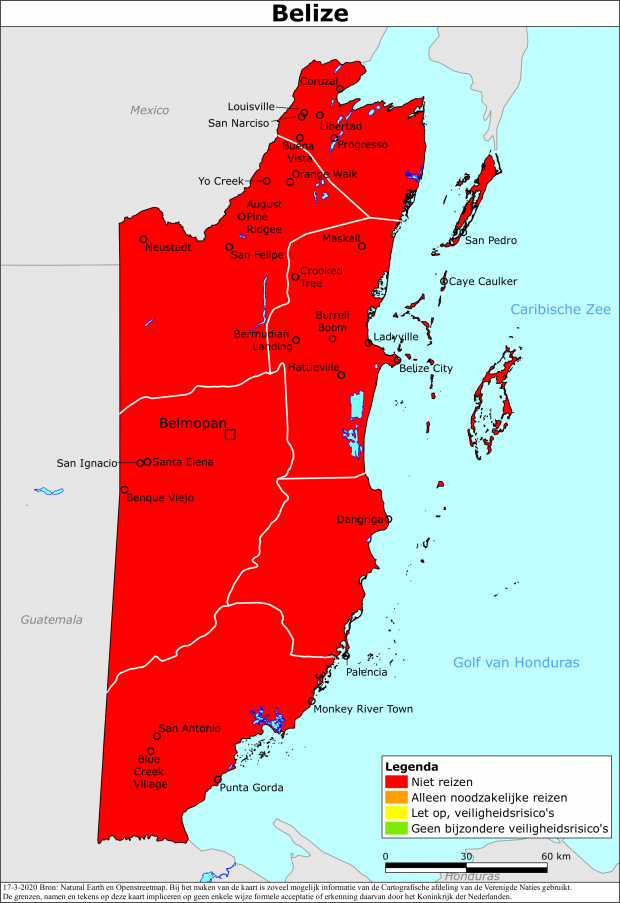 Belize
Corozal
Mexico
Louisville
San Narciso
Libertad
Buena
Vista
Progresso
Yo Creek
Orange Walk
August
Pine
Ridgee
Neustadt
San Felipe
Maskall
San Pedro
Crooked
Tree
Caye Caulker
Caribische Zee
Burrell
Boom
Bermudian
Landing
Ladyville
Belize City
Hattieville
Belmopan
San Ignacio
Santa Elena
Benque Viejo
Dangriga
Guatemala
Golf van Honduras
Palencia
Monkey River Town
San Antonio
Blue
Creek
Village
Punta Gorda
Legenda
Niet reizen
Alleen noodzakelijke reizen
Let op, veiligheidsrisico's
Geen bijzondere veiligheidsrisico's
0 30 60 km
Honduras
17-3-2020 Bron: Natural Earth en Openstreetmap. Bij het maken van de kaart is zoveel mogelijk informatie van de Cartografische afdeling van de Verenigde Naties gebruikt.
De grenzen, namen en tekens op deze kaart impliceren op geen enkele wijze formele acceptatie of erkenning daarvan door het Koninkrijk der Nederlanden.